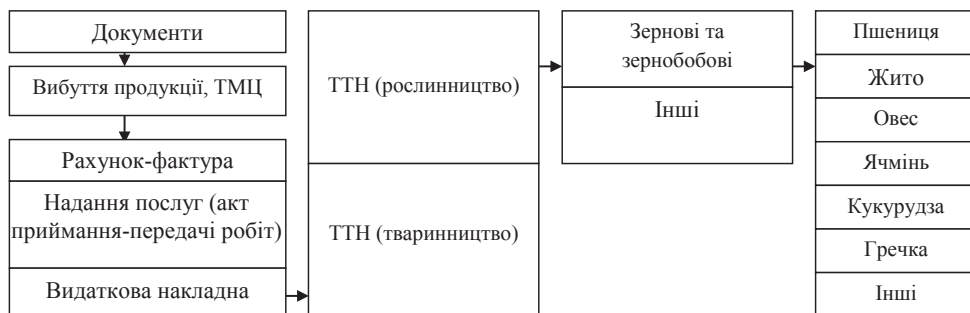 Документи
Вибуття продукції, ТМЦ
Рахунок-фактура
Надання послуг (акт
приймання-передачі робіт)
Видаткова накладна
ТТН (рослинництво)
ТТН (тваринництво)
Зернові та
зернобобові
Інші
Пшениця
Жито
Овес
Ячмінь
Кукурудза
Гречка
Інші